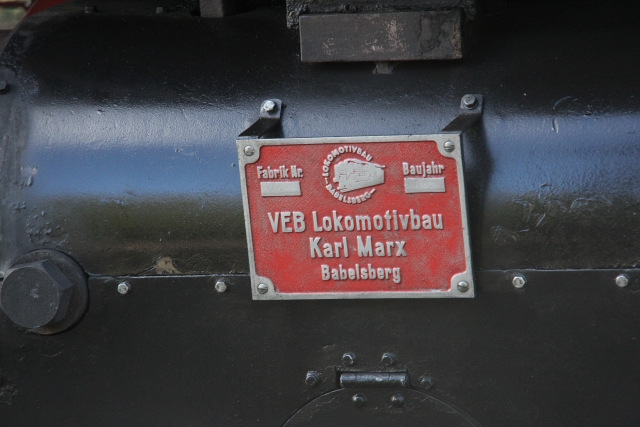 Fabrik Nr.
LOKOMOTIVBAU
BABELSBERG
Baujahr
VEB Lokomotivbau
Karl Marx
Babelsberg